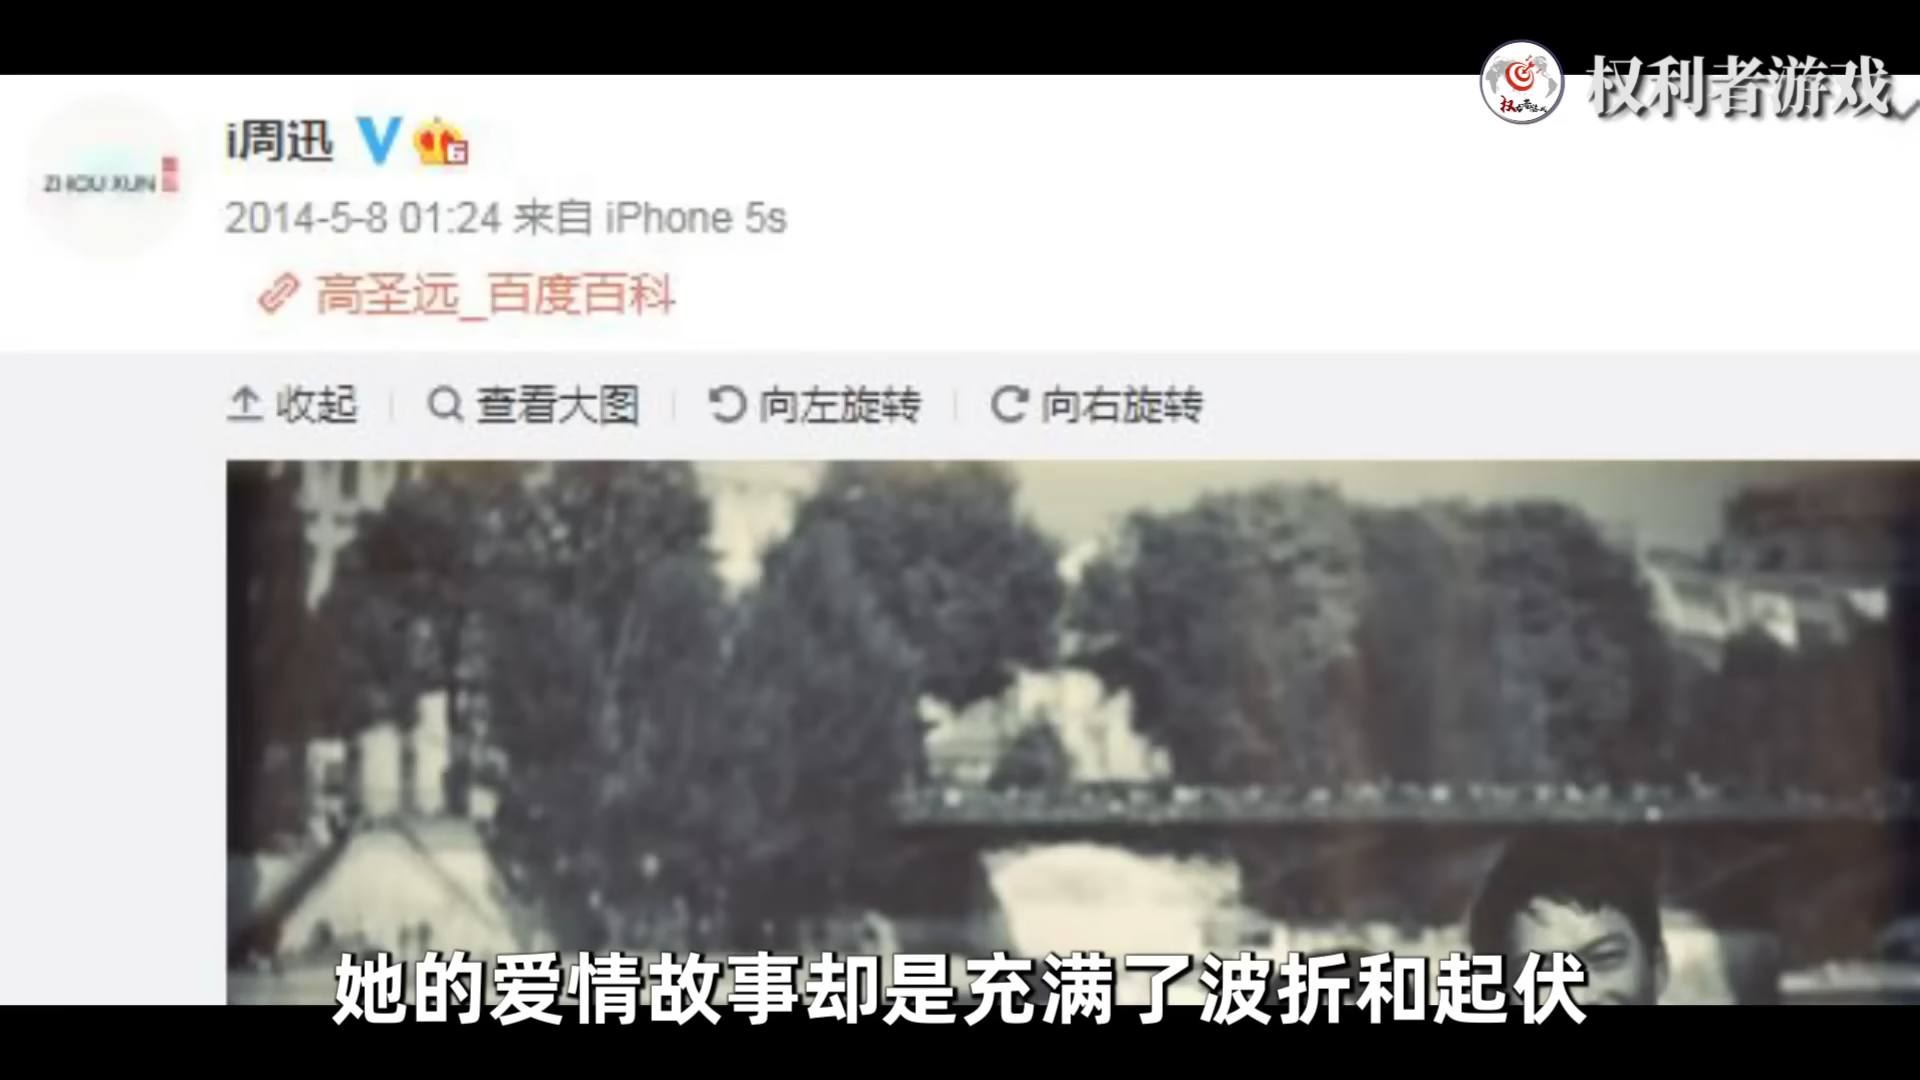 权利者游戏
i周迅
ZHOU XUN
2014-5-8 01:24 来自 iPhone 5s
高圣远_百度百科
收起
查看大图
向左旋转
向右旋转
她的爱情故事却是充满了波折和起伏